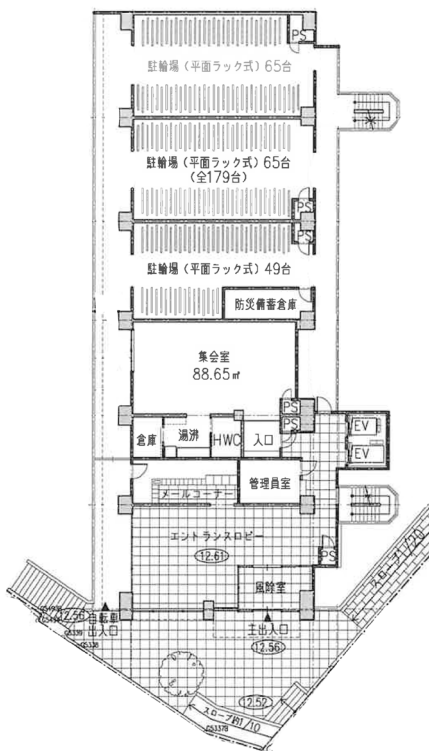 PS
駐輪場(平面ラック式)65台
駐輪場(平面ラック式)65台
(全179台)
PS
PS
駐輪場(平面ラック式)49台
防災備蓄倉庫
集会室
88.65㎡
PS
PS
倉庫
湯沸
HWC
入口
EV
EV
メールコーナー
管理員室
エントランスロビー
12.61
PS
風除室
スロープ1/20
12.56
自転車
出入口
主出入口
12.56
12.52
スロープ約1/10